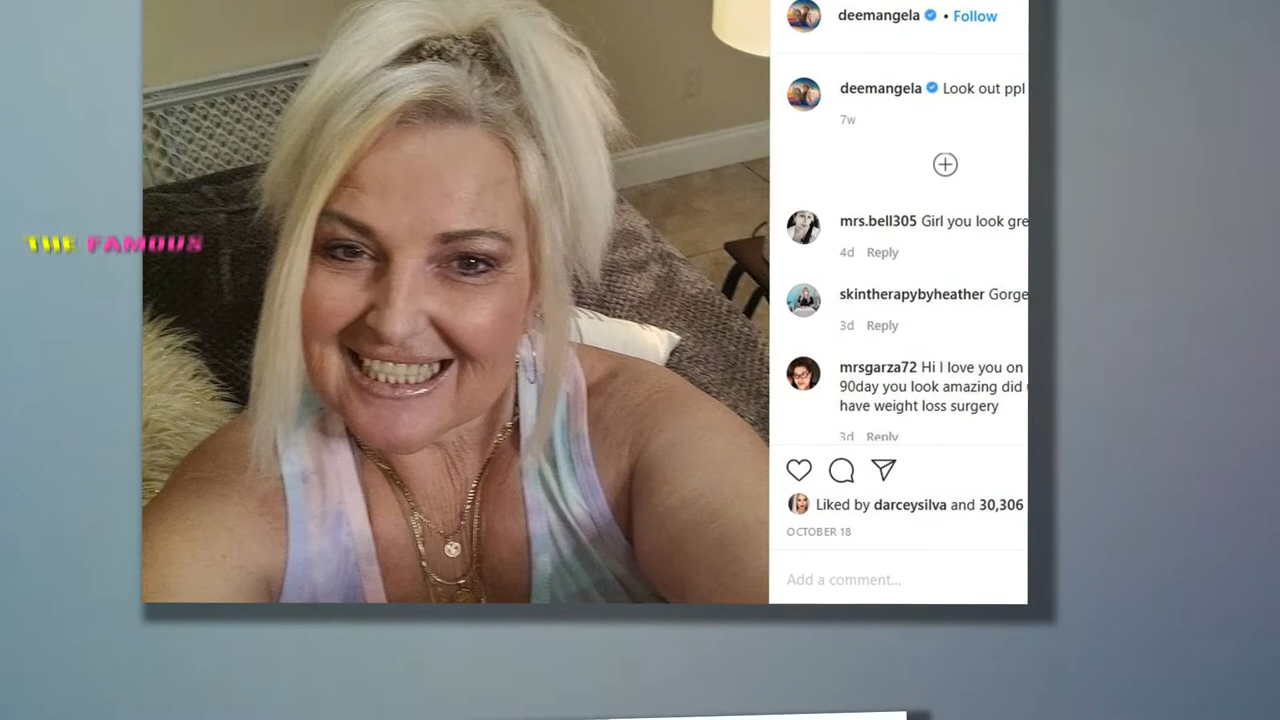 deemangela • Follow
deemangela Look out ppl
7w
mrs.bell305 Girl you look gre
4d Reply
THE FAMOUS
skintherapybyheather Gorge
3d Reply
mrsgarza72 Hi I love you on
90day you look amazing did
have weight loss surgery
3d Reply
Liked by darceysilva and 30,306
OCTOBER 18
Add a comment...